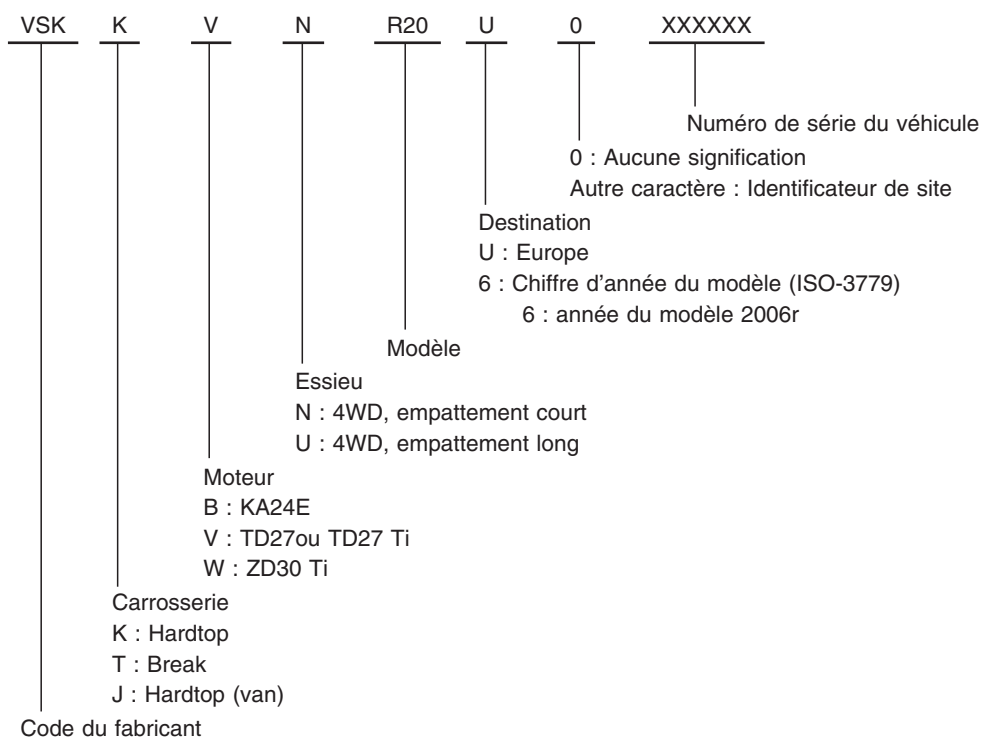 VSK K V N R20 U 0 XXXXXX
Numéro de série du véhicule
0 : Aucune signification
Autre caractère : Identificateur de site
Destination
U : Europe
6 : Chiffre d'année du modèle (ISO-3779)
6 : année du modèle 2006r
Modèle
Essieu
N : 4WD, empattement court
U : 4WD, empattement long
Moteur
B : KA24E
V : TD27ou TD27 Ti
W : ZD30 Ti
Carrosserie
K : Hardtop
T : Break
J : Hardtop (van)
Code du fabricant